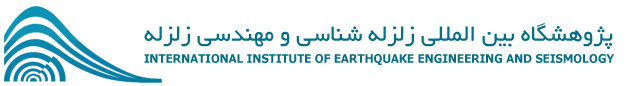 پژوهشگاه بین المللی زلزله شناسی و مهندسی زلزله
INTERNATIONAL INSTITUTE OF EARTHQUAKE ENGINEERING AND SEISMOLOGY